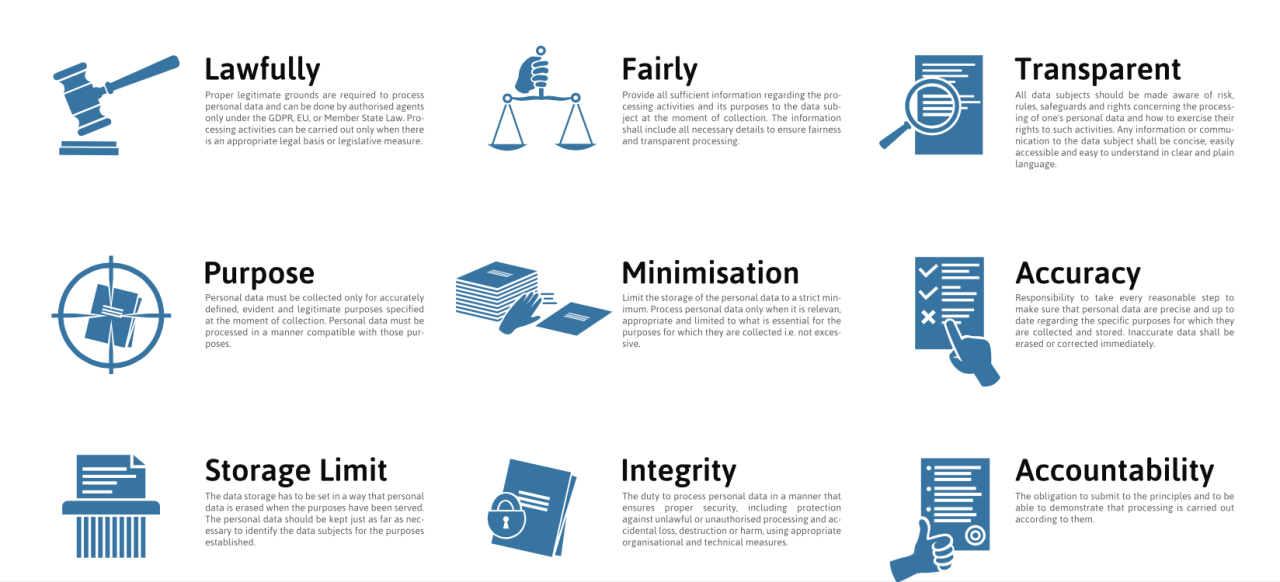 Lawfully
Proper legitimate grounds are required to process
personal data and can be done by authorised agents
only under the GDPR, EU, or Member State Law. Pro-
cessing activities can be carried out only when there
is an appropriate legal basis or legislative measure.
Fairly
Provide all sufficient information regarding the pro-
cessing activities and its purposes to the data sub-
ject at the moment of collection. The information
shall include all necessary details to ensure fairness
and transparent processing.
Transparent
All data subjects should be made aware of risk,
rules, safeguards and rights concerning the process-
ing of one's personal data and how to exercise their
rights to such activities. Any information or commu-
nication to the data subject shall be concise, easily
accessible and easy to understand in clear and plain
language.
Purpose
Personal data must be collected only for accurately
defined, evident and legitimate purposes specified
at the moment of collection. Personal data must be
processed in a manner compatible with those pur-
poses.
Minimisation
Limit the storage of the personal data to a strict min-
imum. Process personal data only when it is relevan,
appropriate and limited to what is essential for the
purposes for which they are collected i.e. not exces-
sive.
Accuracy
Responsibility to take every reasonable step to
make sure that personal data are precise and up to
date regarding the specific purposes for which they
are collected and stored. Inaccurate data shall be
erased or corrected immediately.
Storage Limit
The data storage has to be set in a way that personal
data is erased when the purposes have been served.
The personal data should be kept just as far as nec-
essary to identify the data subjects for the purposes
established.
Integrity
The duty to process personal data in a manner that
ensures proper security, including protection
against unlawful or unauthorised processing and ac-
cidental loss, destruction or harm, using appropriate
organisational and technical measures.
Accountability
The obligation to submit to the principles and to be
able to demonstrate that processing is carried out
according to them.